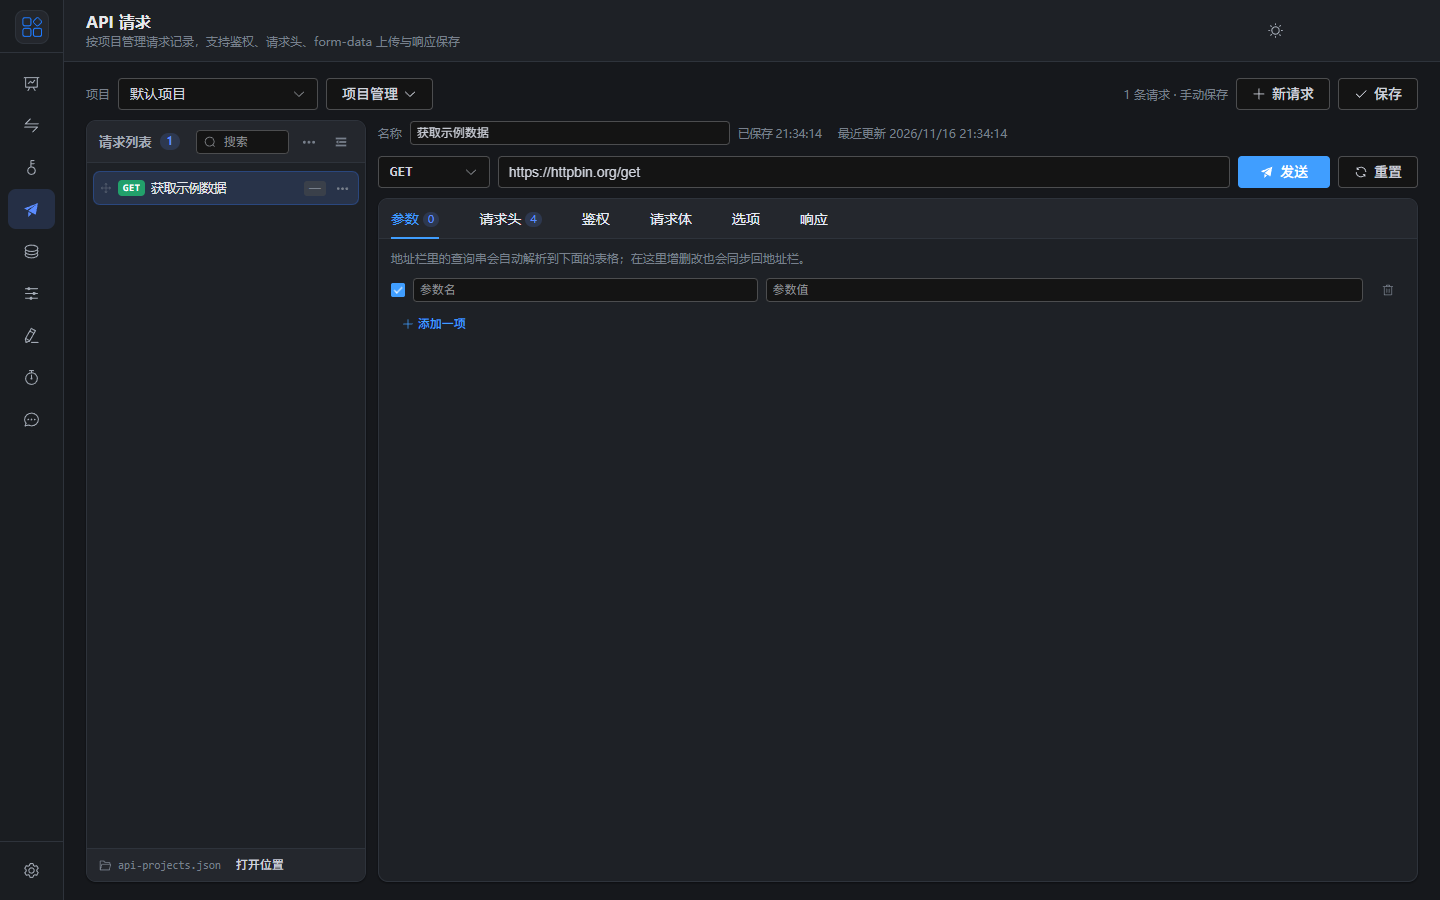 API 请求
按项目管理请求记录，支持鉴权、请求头、form-data 上传与响应保存
项目
默认项目
项目管理
1 条请求 · 手动保存
新请求
保存
请求列表 1
搜索
名称
获取示例数据
已保存 21:34:14
最近更新 2026/11/16 21:34:14
GET 获取示例数据
—
GET
https://httpbin.org/get
发送
重置
参数 0
请求头 4
鉴权
请求体
选项
响应
地址栏里的查询串会自动解析到下面的表格；在这里增删改也会同步回地址栏。
参数名
参数值
添加一项
api-projects.json
打开位置